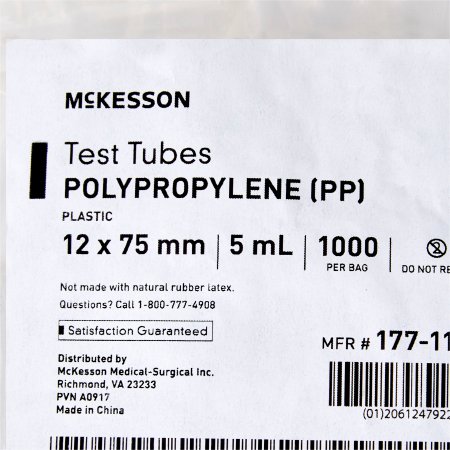 McKESSON
Test Tubes
POLYPROPYLENE (PP)
PLASTIC
12 x 75 mm | 5 mL | 1000
PER BAG
DO NOT RE
Not made with natural rubber latex.
Questions? Call 1-800-777-4908
Satisfaction Guaranteed
MFR # 177-11
Distributed by
McKesson Medical-Surgical Inc.
Richmond, VA 23233
PVN A0917
Made in China
(01)2061247922